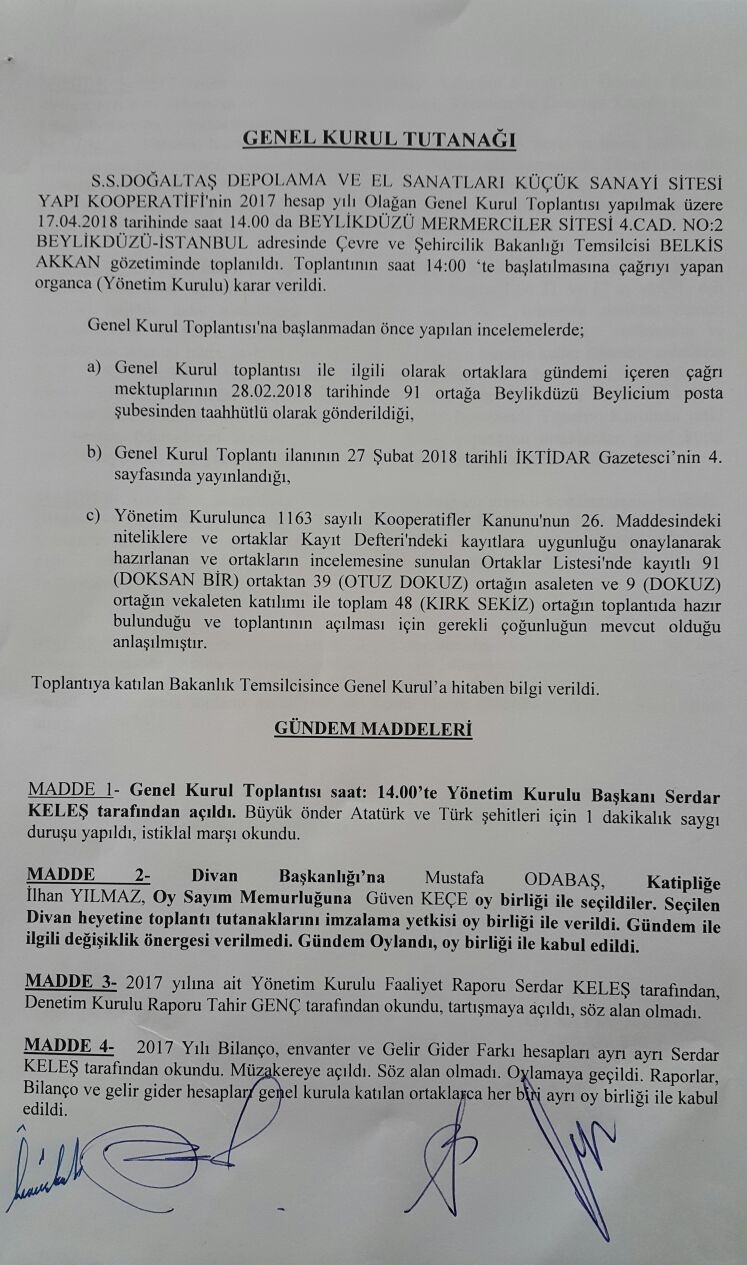 GENEL KURUL TUTANAĞI
S.S.DOĞALTAŞ DEPOLAMA VE EL SANATLARI KÜÇÜK SANAYİ SİTESİ
YAPI KOOPERATİFİ'nin 2017 hesap yılı Olağan Genel Kurul Toplantısı yapılmak üzere
17.04.2018 tarihinde saat 14.00 da BEYLİKDÜZÜ MERMERCİLER SİTESİ 4.CAD. NO:2
BEYLİKDÜZÜ-İSTANBUL adresinde Çevre ve Şehircilik Bakanlığı Temsilcisi BELKİS
AKKAN gözetiminde toplanıldı. Toplantının saat 14:00 ‘te başlatılmasına çağrıyı yapan
organca (Yönetim Kurulu) karar verildi.
Genel Kurul Toplantısı'na başlanmadan önce yapılan incelemelerde;
a) Genel Kurul toplantısı ile ilgili olarak ortaklara gündemi içeren çağrı
mektuplarının 28.02.2018 tarihinde 91 ortağa Beylikdüzü Beylicium posta
şubesinden taahhütlü olarak gönderildiği,
b) Genel Kurul Toplantı ilanının 27 Şubat 2018 tarihli İKTİDAR Gazetesci’nin 4.
sayfasında yayınlandığı,
c) Yönetim Kurulunca 1163 sayılı Kooperatifler Kanunu'nun 26. Maddesindeki
niteliklere ve ortaklar Kayıt Defteri'ndeki kayıtlara uygunluğu onaylanarak
hazırlanan ve ortakların incelemesine sunulan Ortaklar Listesi'nde kayıtlı 91
(DOKSAN BİR) ortaktan 39 (OTUZ DOKUZ) ortağın asaleten ve 9 (DOKUZ)
ortağın vekaleten katılımı ile toplam 48 (KIRK SEKİZ) ortağın toplantıda hazır
bulunduğu ve toplantının açılması için gerekli çoğunluğun mevcut olduğu
anlaşılmıştır.
Toplantıya katılan Bakanlık Temsilcisince Genel Kurul’a hitaben bilgi verildi.
GÜNDEM MADDELERİ
MADDE 1- Genel Kurul Toplantısı saat: 14.00’te Yönetim Kurulu Başkanı Serdar
KELEŞ tarafından açıldı. Büyük önder Atatürk ve Türk şehitleri için 1 dakikalık saygı
duruşu yapıldı, istiklal marşı okundu.
MADDE 2- Divan Başkanlığı’na Mustafa ODABAŞ, Katipliğe
İlhan YILMAZ, Oy Sayım Memurluğuna Güven KEÇE oy birliği ile seçildiler. Seçilen
Divan heyetine toplantı tutanaklarını imzalama yetkisi oy birliği ile verildi. Gündem ile
ilgili değişiklik önergesi verilmedi. Gündem Oylandı, oy birliği ile kabul edildi.
MADDE 3- 2017 yılına ait Yönetim Kurulu Faaliyet Raporu Serdar KELEŞ tarafından,
Denetim Kurulu Raporu Tahir GENÇ tarafından okundu, tartışmaya açıldı, söz alan olmadı.
MADDE 4- 2017 Yılı Bilanço, envanter ve Gelir Gider Farkı hesapları ayrı ayrı Serdar
KELEŞ tarafından okundu. Müzakereye açıldı. Söz alan olmadı. Oylamaya geçildi. Raporlar,
Bilanço ve gelir gider hesapları genel kurula katılan ortaklarca her biri ayrı oy birliği ile kabul
edildi.